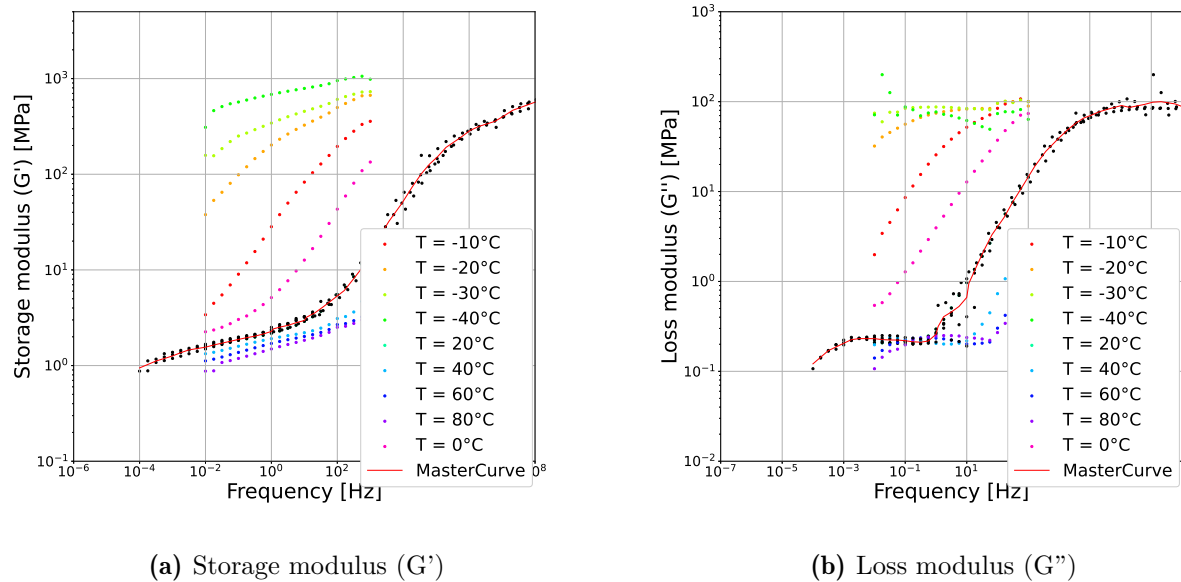 Storage modulus (G') [MPa]
10³
10²
10¹
10⁰
10⁻¹
10⁻⁶
10⁻⁴
10⁻²
10⁰
10²
0⁸
Frequency [Hz]
T = -10°C
T = -20°C
T = -30°C
T = -40°C
T = 20°C
T = 40°C
T = 60°C
T = 80°C
T = 0°C
MasterCurve
(a) Storage modulus (G’)
Loss modulus (G'') [MPa]
10³
10²
10¹
10⁰
10⁻¹
10⁻²
10⁻⁷
10⁻⁵
10⁻³
10⁻¹
10¹
Frequency [Hz]
T = -10°C
T = -20°C
T = -30°C
T = -40°C
T = 20°C
T = 40°C
T = 60°C
T = 80°C
T = 0°C
MasterCurve
(b) Loss modulus (G”)